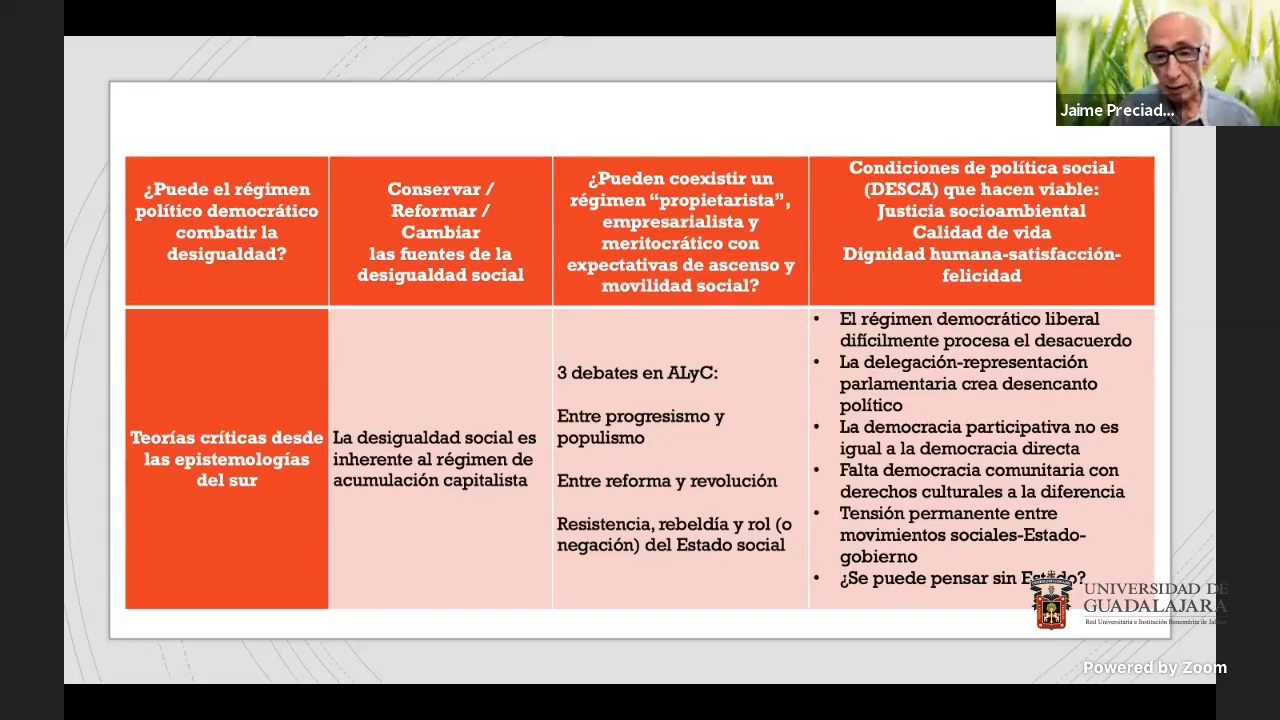 Jaime Preciad...
¿Puede el régimen
político democrático
combatir la
desigualdad?
Conservar /
Reformar /
Cambiar
las fuentes de la
desigualdad social
¿Pueden coexistir un
régimen “propietarista”,
empresarialista y
meritocrático con
expectativas de ascenso y
movilidad social?
Condiciones de política social
(DESCA) que hacen viable:
Justicia socioambiental
Calidad de vida
Dignidad humana-satisfacción-
felicidad
Teorías críticas desde
las epistemologías
del sur
La desigualdad social es
inherente al régimen de
acumulación capitalista
3 debates en ALyC:
Entre progresismo y
populismo
Entre reforma y revolución
Resistencia, rebeldía y rol (o
negación) del Estado social
• El régimen democrático liberal
difícilmente procesa el desacuerdo
• La delegación-representación
parlamentaria crea desencanto
político
• La democracia participativa no es
igual a la democracia directa
• Falta democracia comunitaria con
derechos culturales a la diferencia
• Tensión permanente entre
movimientos sociales-Estado-
gobierno
• ¿Se puede pensar sin Estado?
UNIVERSIDAD DE
GUADALAJARA
Red Universitaria e Institución Benemérita de Jalisco
Powered by Zoom